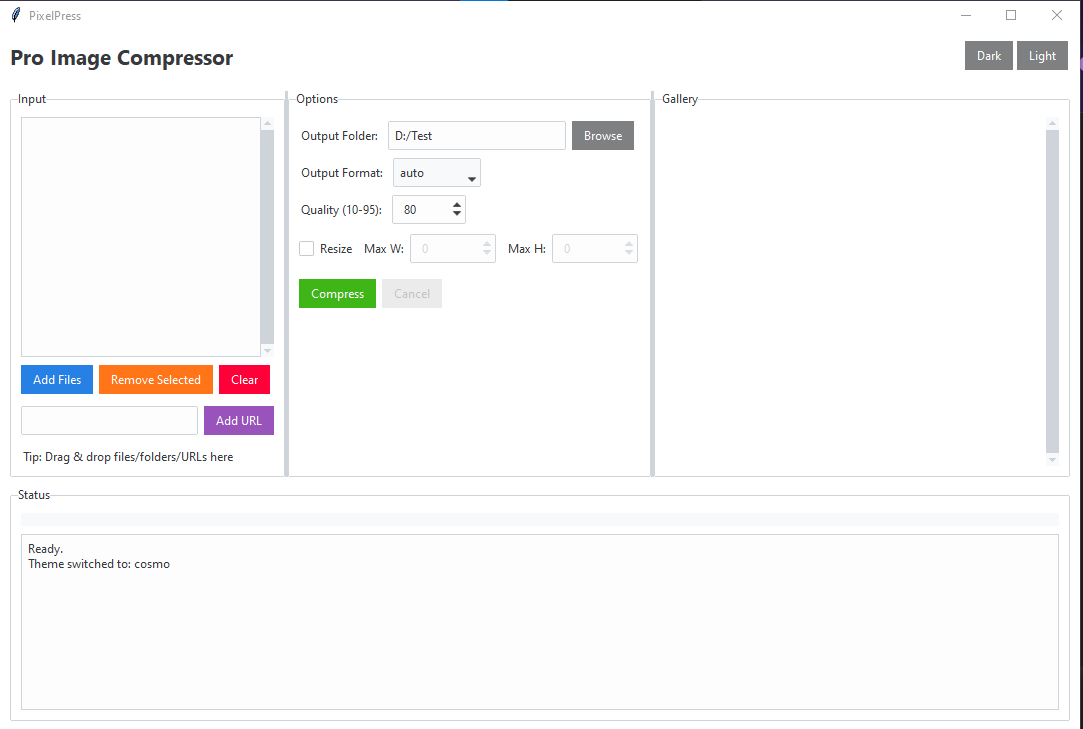 PixelPress
Pro Image Compressor
Dark
Light
Input
Add Files
Remove Selected
Clear
Add URL
Tip: Drag & drop files/folders/URLs here
Options
Output Folder:
D:/Test
Browse
Output Format:
auto
Quality (10-95):
80
Resize
Max W:
0
Max H:
0
Compress
Cancel
Gallery
Status
Ready.
Theme switched to: cosmo